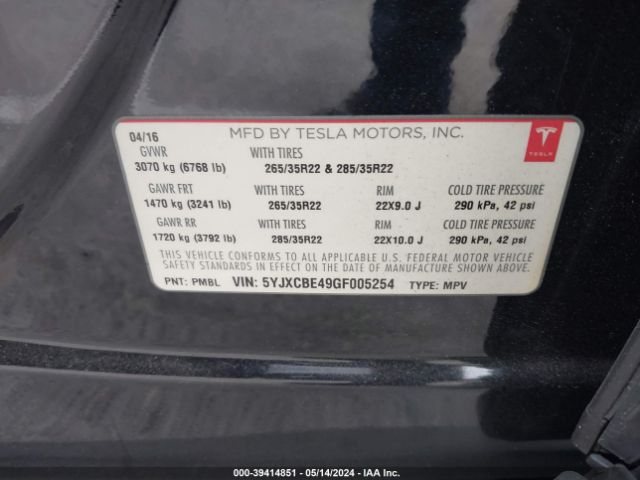 04/16 MFD BY TESLA MOTORS, INC.
GVWR WITH TIRES
3070 kg (6768 lb) 265/35R22 & 285/35R22
GAWR FRT WITH TIRES RIM COLD TIRE PRESSURE
1470 kg (3241 lb) 265/35R22 22X9.0 J 290 kPa, 42 psi
GAWR RR WITH TIRES RIM COLD TIRE PRESSURE
1720 kg (3792 lb) 285/35R22 22X10.0 J 290 kPa, 42 psi
THIS VEHICLE CONFORMS TO ALL APPLICABLE U.S. FEDERAL MOTOR VEHICLE
SAFETY STANDARDS IN EFFECT ON THE DATE OF MANUFACTURE SHOWN ABOVE.
PNT: PMBL VIN: 5YJXCBE49GF005254 TYPE: MPV
TESLA
000-39414851 - 05/14/2024 - IAA Inc.